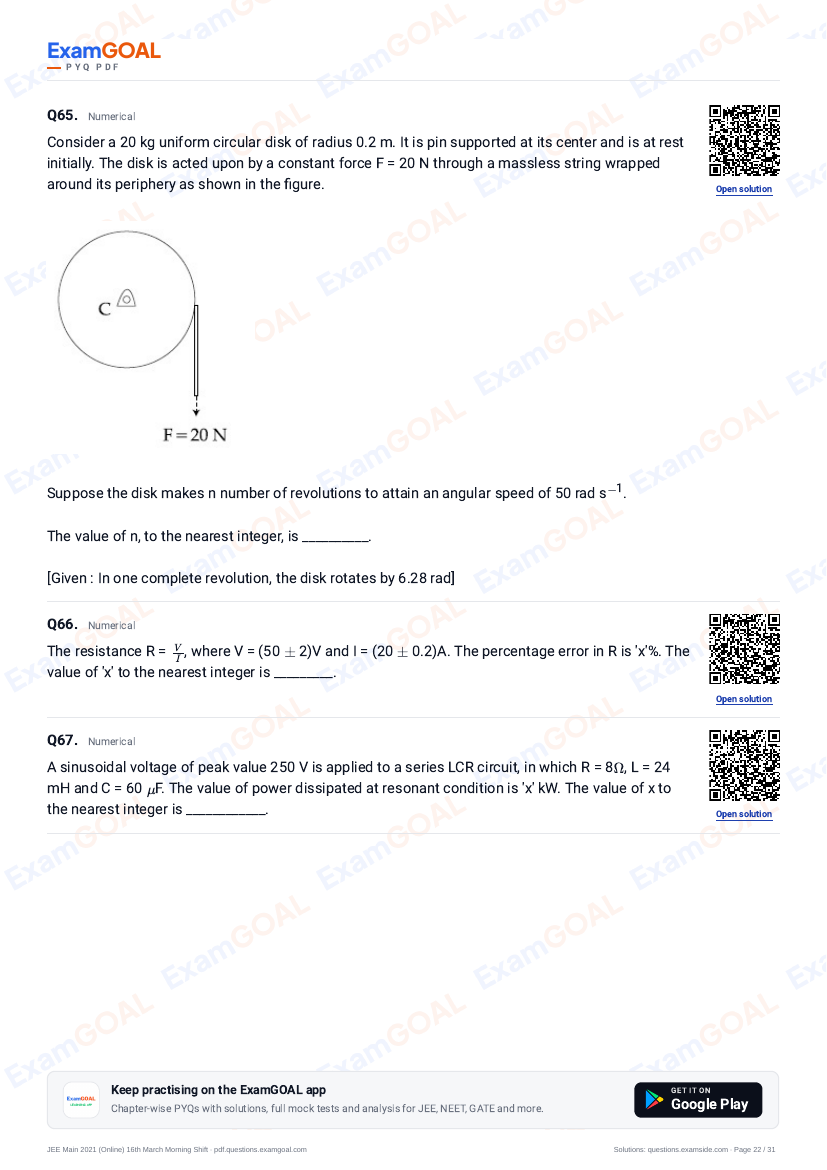 ExamGOAL
PYQ PDF
Q65. Numerical
Consider a 20 kg uniform circular disk of radius 0.2 m. It is pin supported at its center and is at rest
initially. The disk is acted upon by a constant force F = 20 N through a massless string wrapped
around its periphery as shown in the figure.
Open solution
C
F = 20 N
Suppose the disk makes n number of revolutions to attain an angular speed of 50 rad s⁻¹.
The value of n, to the nearest integer, is __________.
[Given : In one complete revolution, the disk rotates by 6.28 rad]
Q66. Numerical
The resistance R = V/I, where V = (50 ± 2)V and I = (20 ± 0.2)A. The percentage error in R is 'x'%. The
value of 'x' to the nearest integer is _________.
Open solution
Q67. Numerical
A sinusoidal voltage of peak value 250 V is applied to a series LCR circuit, in which R = 8Ω, L = 24
mH and C = 60 μF. The value of power dissipated at resonant condition is 'x' kW. The value of x to
the nearest integer is ____________.
Open solution
ExamGOAL
Keep practising on the ExamGOAL app
Chapter-wise PYQs with solutions, full mock tests and analysis for JEE, NEET, GATE and more.
GET IT ON
Google Play
JEE Main 2021 (Online) 16th March Morning Shift · pdf.questions.examgoal.com
Solutions: questions.examside.com · Page 22 / 31